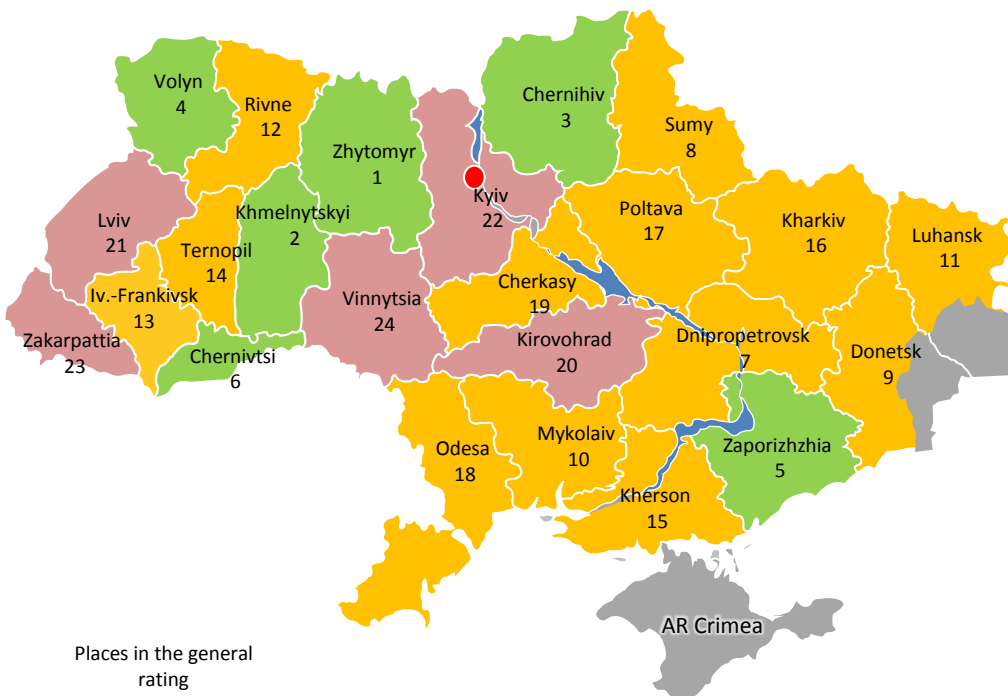 Volyn
4
Rivne
12
Zhytomyr
1
Chernihiv
3
Sumy
8
Kyiv
22
Lviv
21
Khmelnytskyi
2
Ternopil
14
Poltava
17
Kharkiv
16
Luhansk
11
Iv.-Frankivsk
13
Vinnytsia
24
Cherkasy
19
Zakarpattia
23
Chernivtsi
6
Kirovohrad
20
Dnipropetrovsk
7
Donetsk
9
Odesa
18
Mykolaiv
10
Zaporizhzhia
5
Kherson
15
AR Crimea
Places in the general
rating